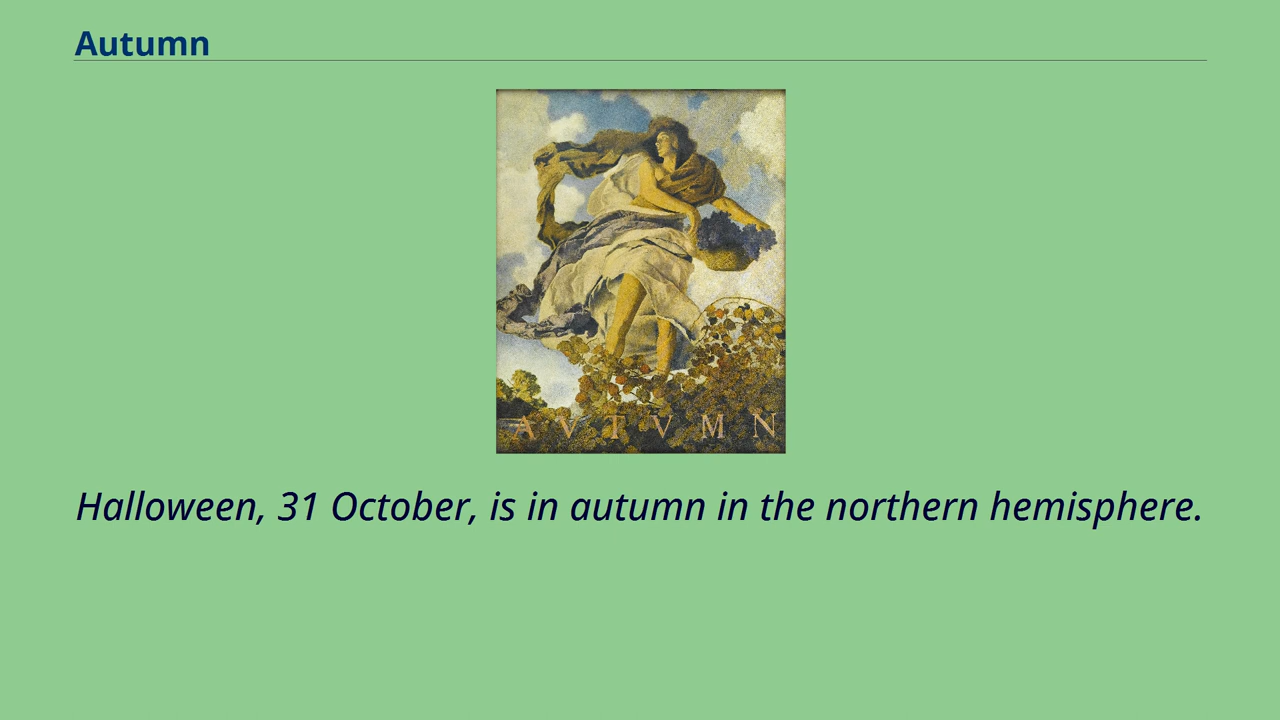 Autumn
AVTVMN
Halloween, 31 October, is in autumn in the northern hemisphere.